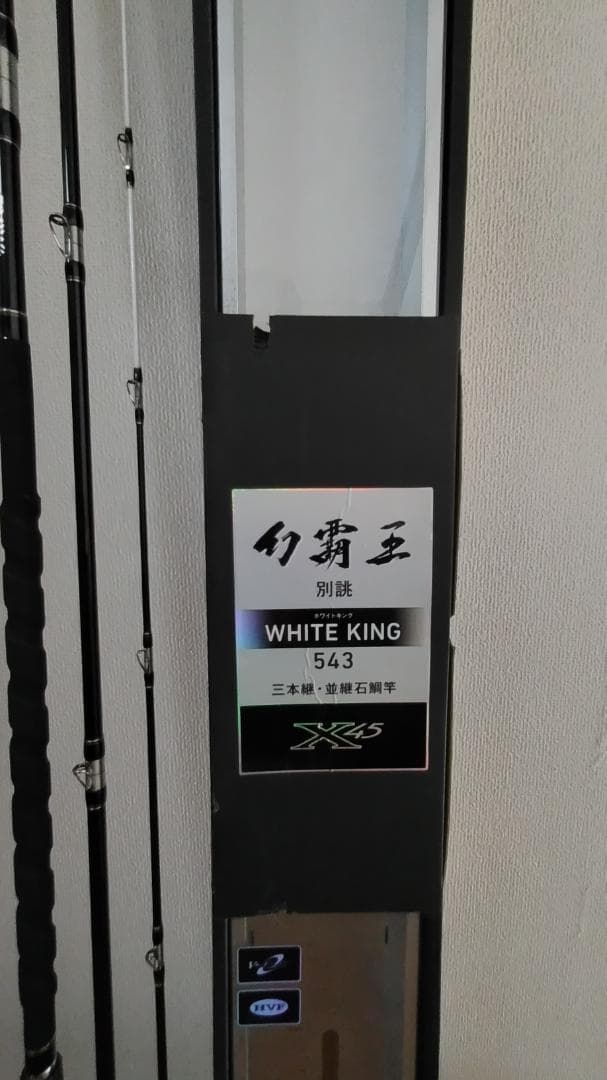 幻覇王
別誂
ホワイトキング
WHITE KING
543
三本継・並継石鯛竿
X45
HVF